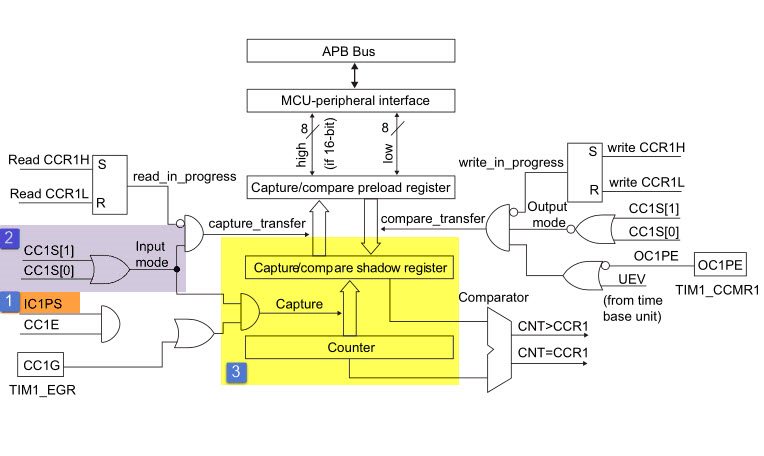 APB Bus
MCU-peripheral interface
8
high
(if 16-bit)
8
low
Read CCR1H
S
read_in_progress
Read CCR1L
R
write_in_progress
S
write CCR1H
R
write CCR1L
Capture/compare preload register
capture_transfer
compare_transfer
Output
mode
CC1S[1]
CC1S[0]
2
CC1S[1]
CC1S[0]
Input
mode
Capture/compare shadow register
OC1PE
OC1PE
UEV
TIM1_CCMR1
(from time
base unit)
1
IC1PS
CC1E
Capture
Comparator
CNT>CCR1
CNT=CCR1
Counter
CC1G
TIM1_EGR
3